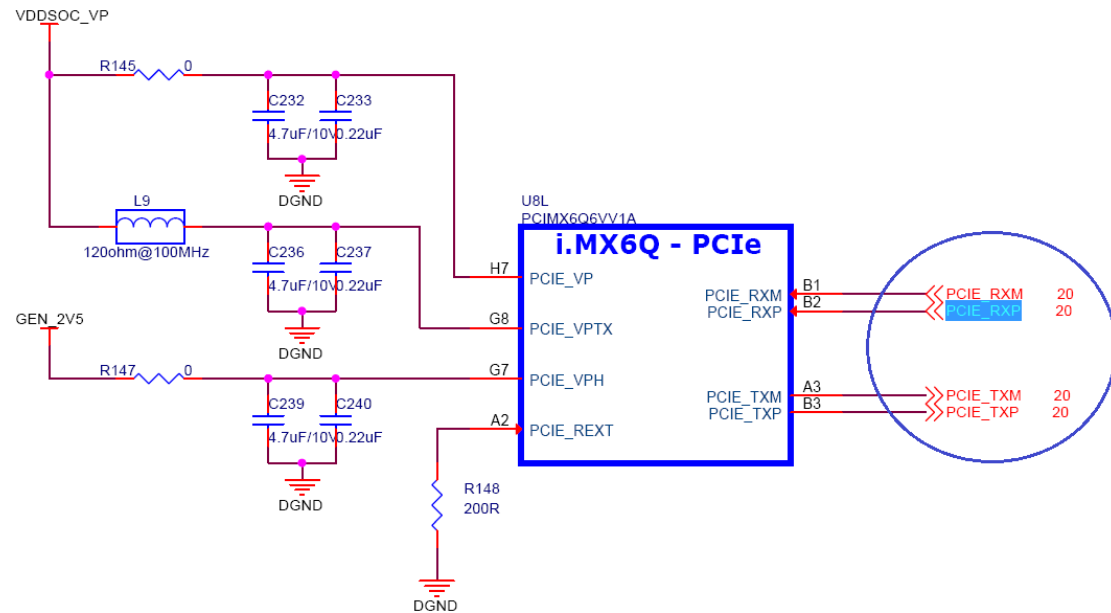 VDDSOC_VP
R145 0
C232 C233
4.7uF/10V 0.22uF
DGND
L9
120ohm@100MHz
C236 C237
4.7uF/10V 0.22uF
DGND
GEN_2V5
R147 0
C239 C240
4.7uF/10V 0.22uF
DGND
R148
200R
DGND
U8L
PCIMX6Q6VV1A
i.MX6Q - PCIe
H7 PCIE_VP
G8 PCIE_VPTX
G7 PCIE_VPH
A2 PCIE_REXT
PCIE_RXM B1 PCIE_RXM 20
PCIE_RXP B2 PCIE_RXP 20
PCIE_TXM A3 PCIE_TXM 20
PCIE_TXP B3 PCIE_TXP 20